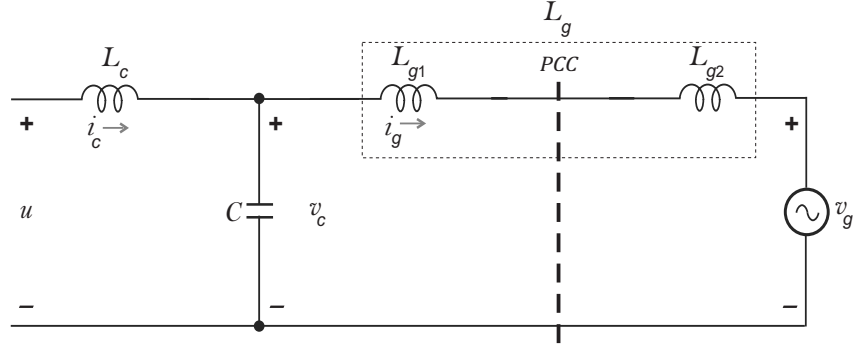 L_g
L_c L_g1 PCC L_g2
+ i_c + i_g +
u C v_c v_g
− − −